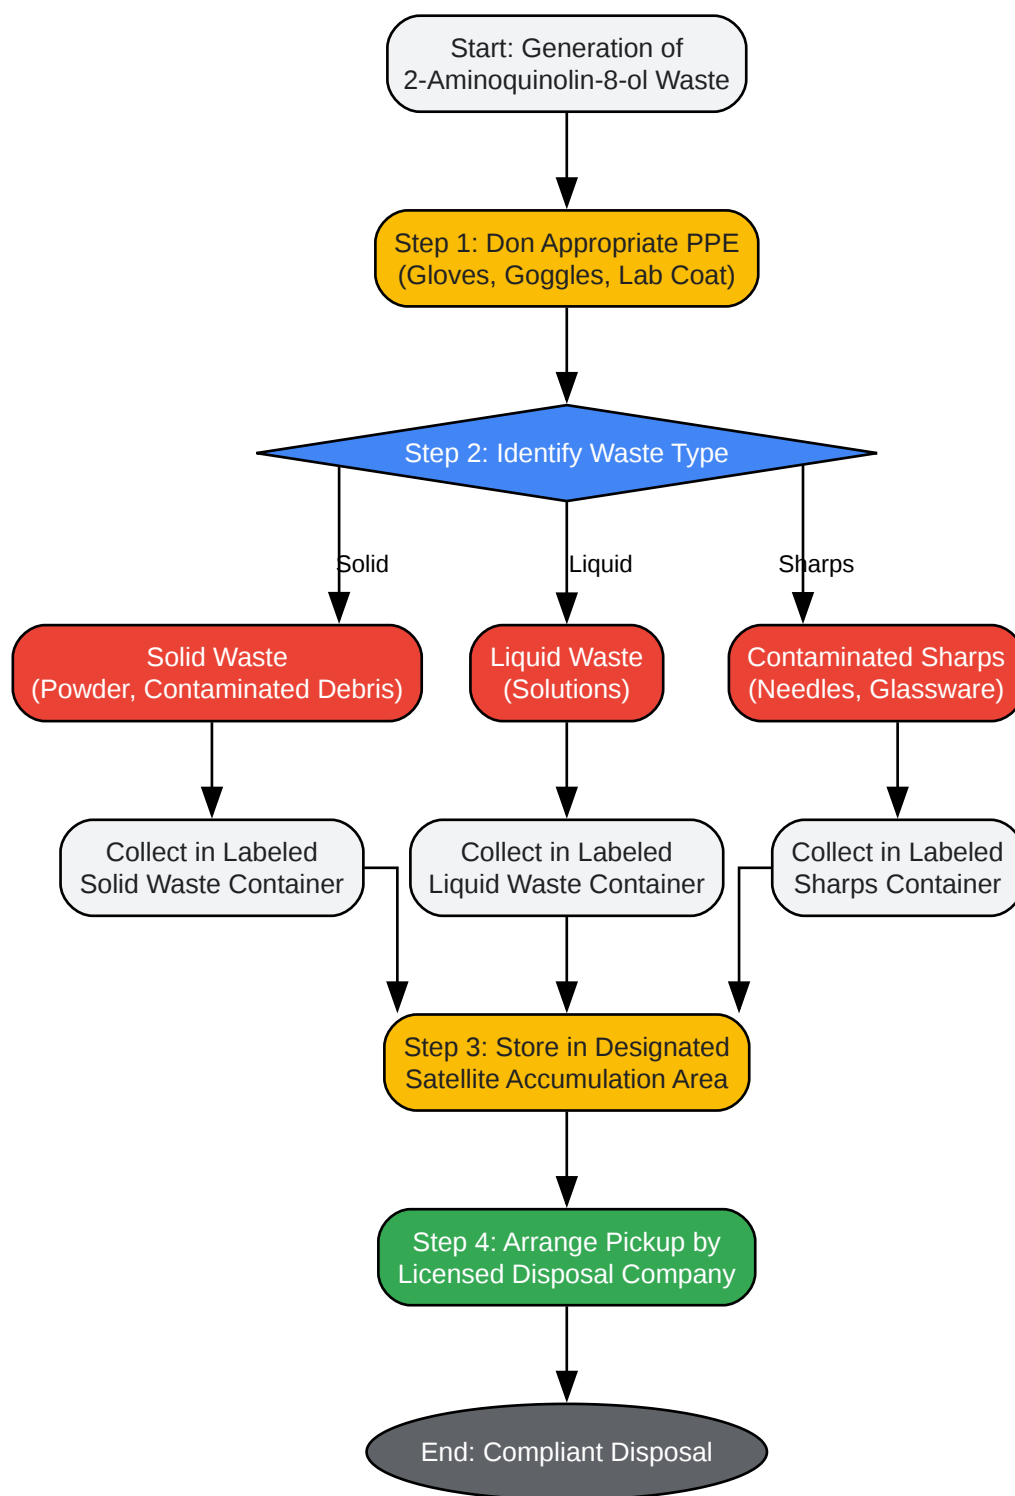 Start: Generation of
2-Aminoquinolin-8-ol Waste
Step 1: Don Appropriate PPE
(Gloves, Goggles, Lab Coat)
Step 2: Identify Waste Type
Solid
Liquid
Sharps
Solid Waste
(Powder, Contaminated Debris)
Liquid Waste
(Solutions)
Contaminated Sharps
(Needles, Glassware)
Collect in Labeled
Solid Waste Container
Collect in Labeled
Liquid Waste Container
Collect in Labeled
Sharps Container
Step 3: Store in Designated
Satellite Accumulation Area
Step 4: Arrange Pickup by
Licensed Disposal Company
End: Compliant Disposal